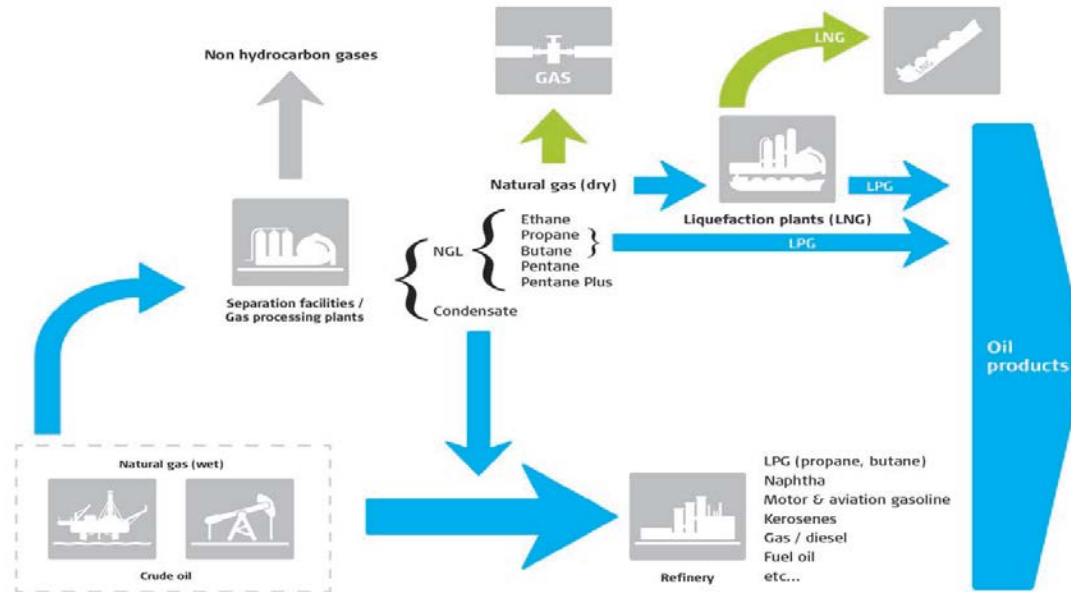 Non hydrocarbon gases
GAS
LNG
LNG
Natural gas (dry)
Liquefaction plants (LNG)
LPG
NGL
Ethane
Propane
Butane
Pentane
Pentane Plus
LPG
Separation facilities /
Gas processing plants
Condensate
Oil
products
Natural gas (wet)
Crude oil
Refinery
LPG (propane, butane)
Naphtha
Motor & aviation gasoline
Kerosenes
Gas / diesel
Fuel oil
etc...